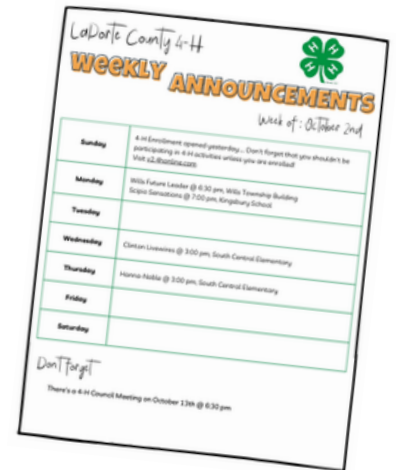 LaPorte County 4-H
H H
H H
WEEKLY ANNOUNCEMENTS
Week of: October 2nd
Sunday
4-H Enrollment opened yesterday... Don't forget that you shouldn't be
participating in 4-H activities unless you are enrolled!
Visit v2.4honline.com
Monday
Wills Future Leader @ 6:30 pm, Wills Township Building
Scipio Sensations @ 7:00 pm, Kingsbury School
Tuesday
Wednesday
Clinton Livewires @ 3:00 pm, South Central Elementary
Thursday
Hanna-Noble @ 3:00 pm, South Central Elementary
Friday
Saturday
Don't Forget
There's a 4-H Council Meeting on October 13th @ 6:30 pm